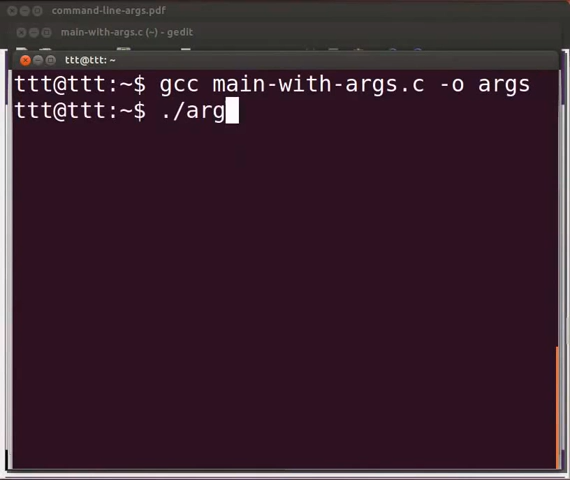 command-line-args.pdf
main-with-args.c (~) - gedit
ttt@ttt: ~
ttt@ttt:~$ gcc main-with-args.c -o args
ttt@ttt:~$ ./arg